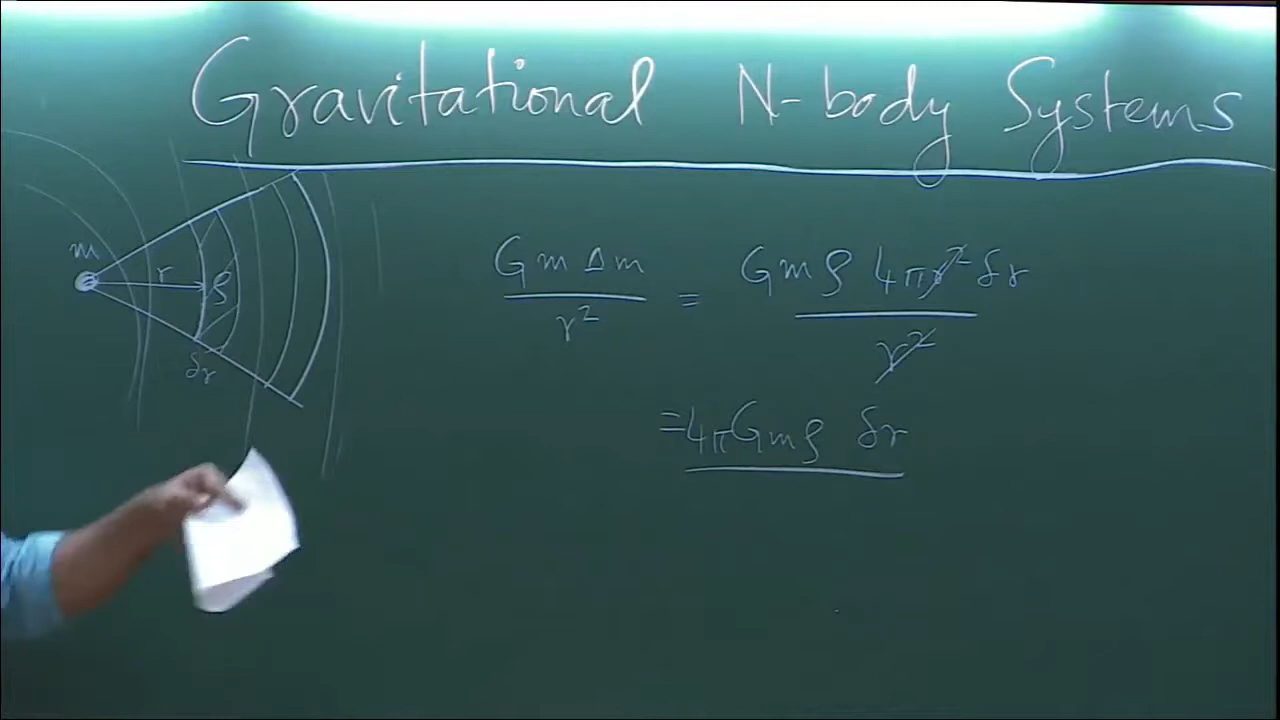 Gravitational N-body Systems
m
r
ρ
δr
G m Δm / r² = G m ρ 4π r² δr / r²
= 4π G m ρ δr